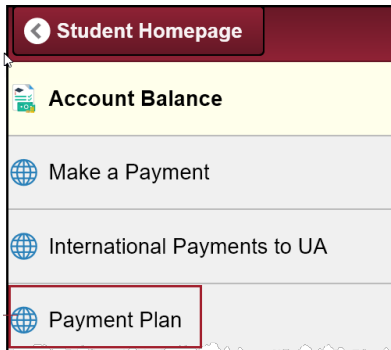 Student Homepage
Account Balance
Make a Payment
International Payments to UA
Payment Plan